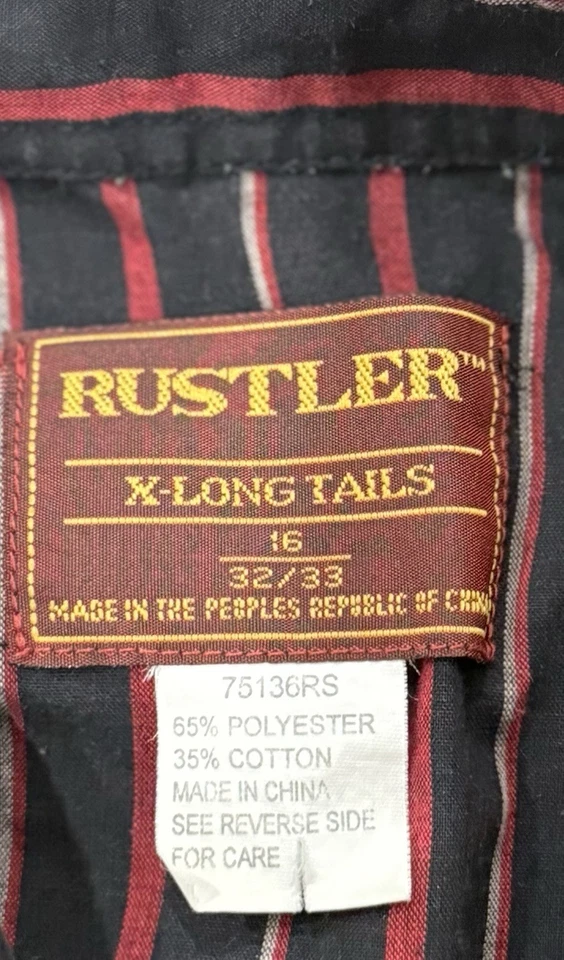 RUSTLER™
X-LONG TAILS
16
32/33
MADE IN THE PEOPLES REPUBLIC OF CHINA
75136RS
65% POLYESTER
35% COTTON
MADE IN CHINA
SEE REVERSE SIDE
FOR CARE